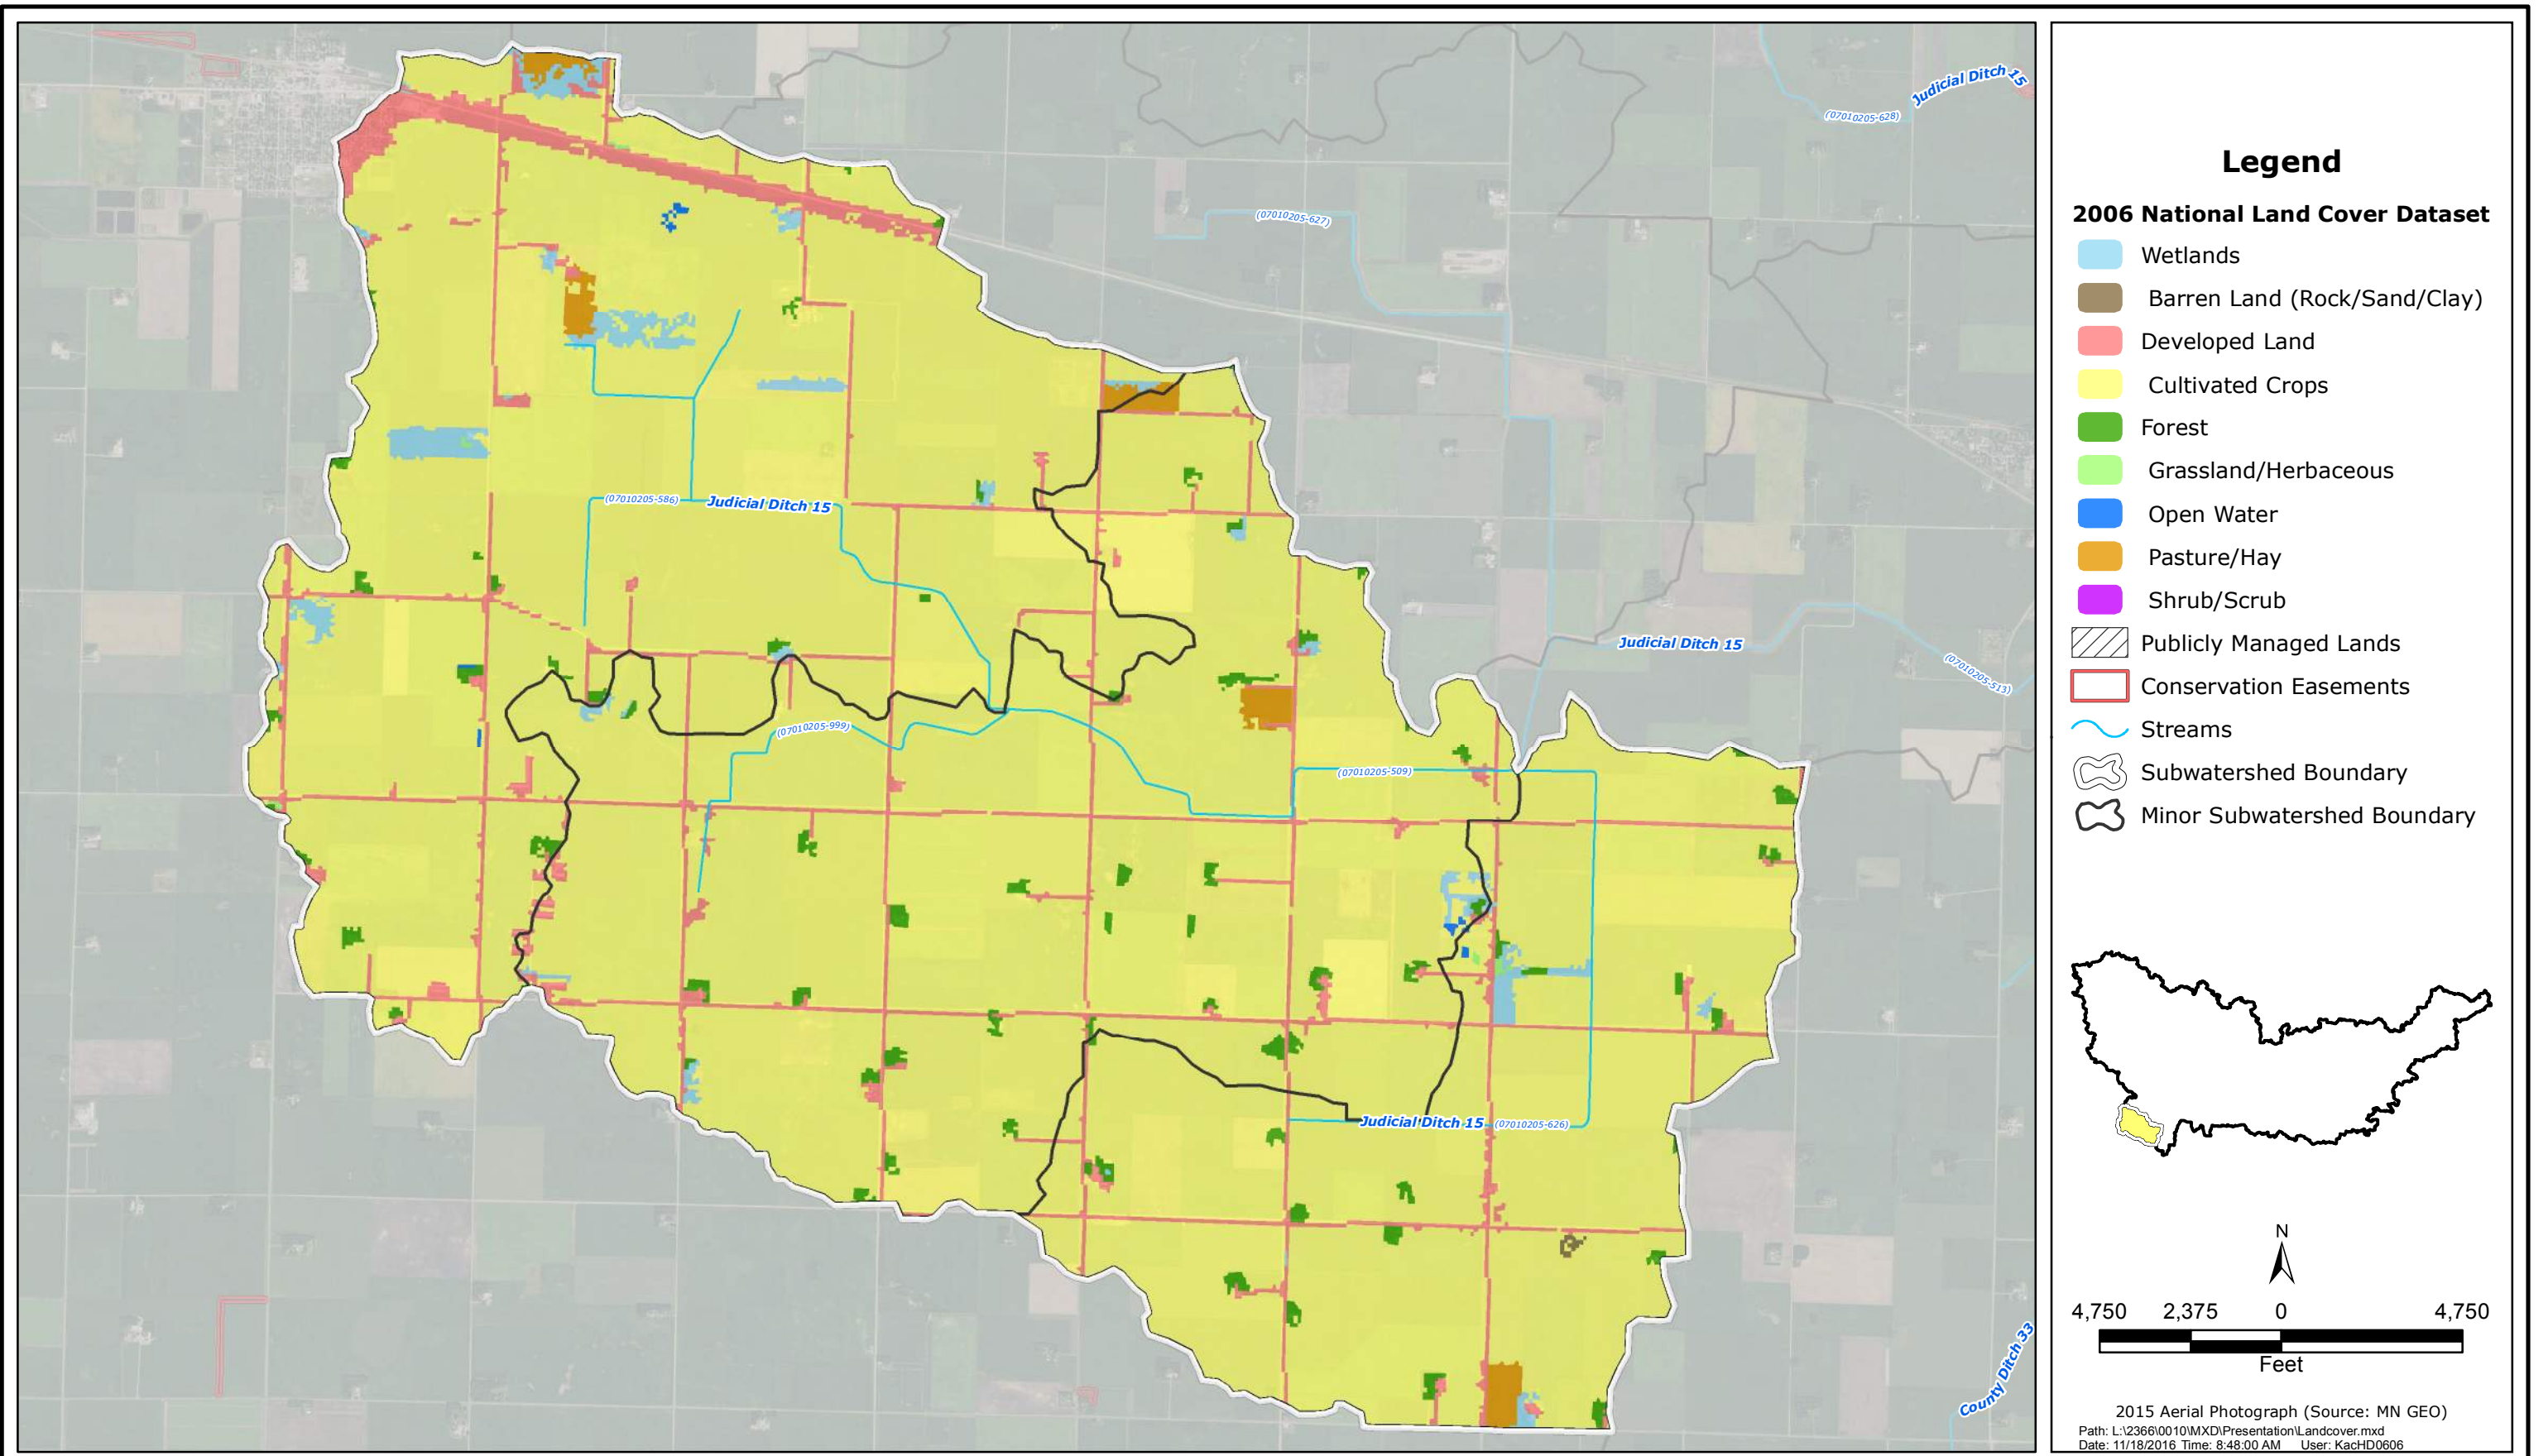 Judicial Ditch 15
(07010205-628)
(07010205-627)
(07010205-586)
Judicial Ditch 15
Judicial Ditch 15
(07010205-513)
(07010205-999)
(07010205-509)
Judicial Ditch 15
(07010205-626)
County Ditch 33
Legend
2006 National Land Cover Dataset
Wetlands
Barren Land (Rock/Sand/Clay)
Developed Land
Cultivated Crops
Forest
Grassland/Herbaceous
Open Water
Pasture/Hay
Shrub/Scrub
Publicly Managed Lands
Conservation Easements
Streams
Subwatershed Boundary
Minor Subwatershed Boundary
N
4,750 2,375 0 4,750
Feet
2015 Aerial Photograph (Source: MN GEO)
Path: L:\2366\0010\MXD\Presentation\Landcover.mxd
Date: 11/18/2016 Time: 8:48:00 AM User: KacHD0606